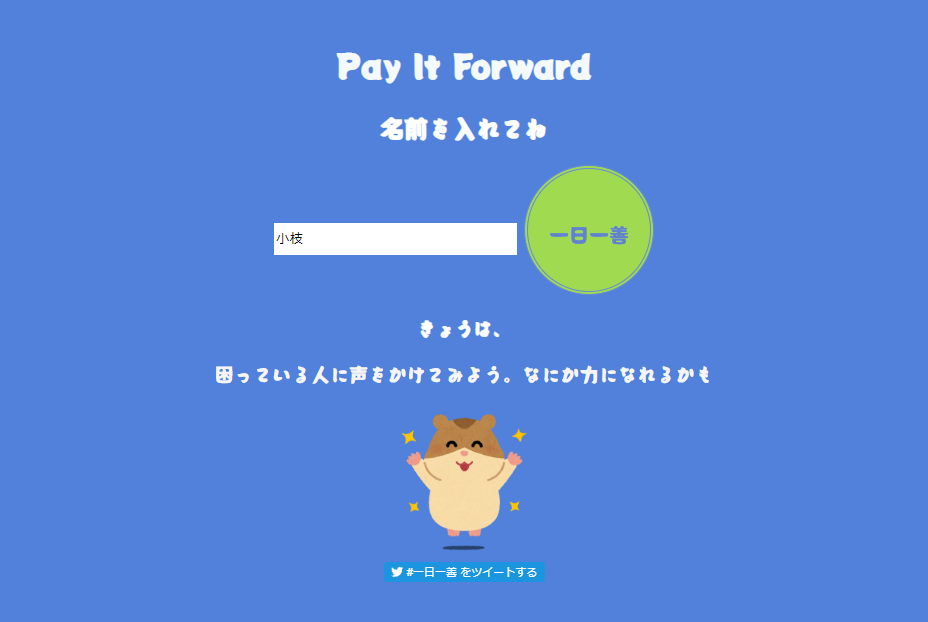 Pay It Forward
名前を入れてね
小枝
一日一善
きょうは、
困っている人に声をかけてみよう。なにか力になれるかも
#一日一善 をツイートする